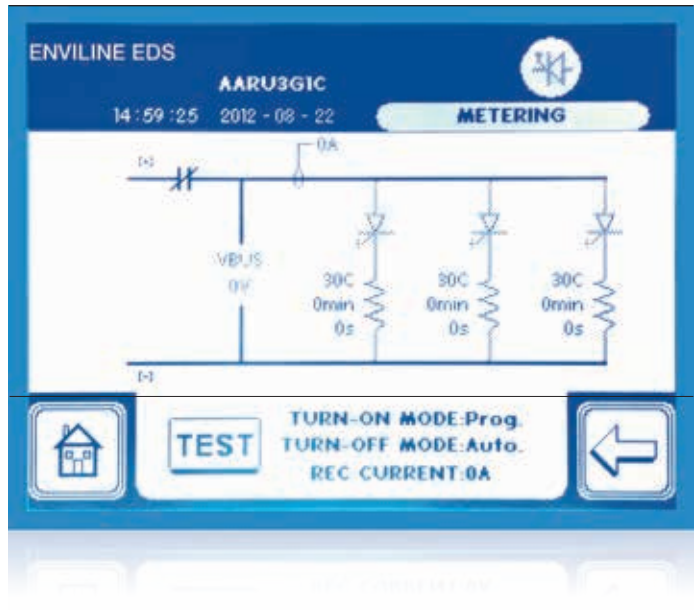 ENVILINE EDS
AARU3G1C
14:59:25 2012-08-22
METERING
0A
[+]
VBUS
0V
30C
0min
0s
30C
0min
0s
30C
0min
0s
[-]
TEST
TURN-ON MODE:Prog.
TURN-OFF MODE:Auto.
REC CURRENT:0A